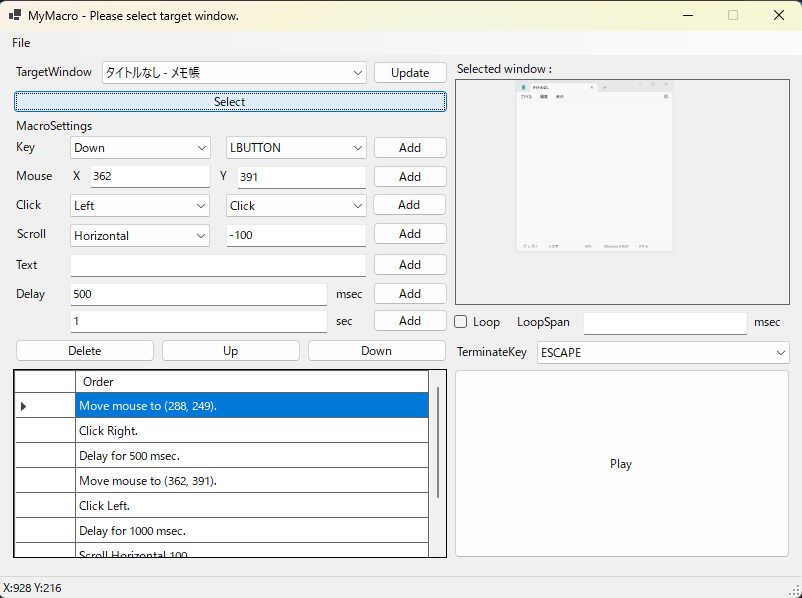 MyMacro - Please select target window.
File
TargetWindow タイトルなし - メモ帳 Update
Select
Selected window :
MacroSettings
Key Down LBUTTON Add
Mouse X 362 Y 391 Add
Click Left Click Add
Scroll Horizontal -100 Add
Text Add
Delay 500 msec Add
1 sec Add
Delete Up Down
Order
Move mouse to (288, 249).
Click Right.
Delay for 500 msec.
Move mouse to (362, 391).
Click Left.
Delay for 1000 msec.
Scroll Horizontal 100
タイトルなし
ファイル 編集 表示
Loop LoopSpan msec
TerminateKey ESCAPE
Play
X:928 Y:216